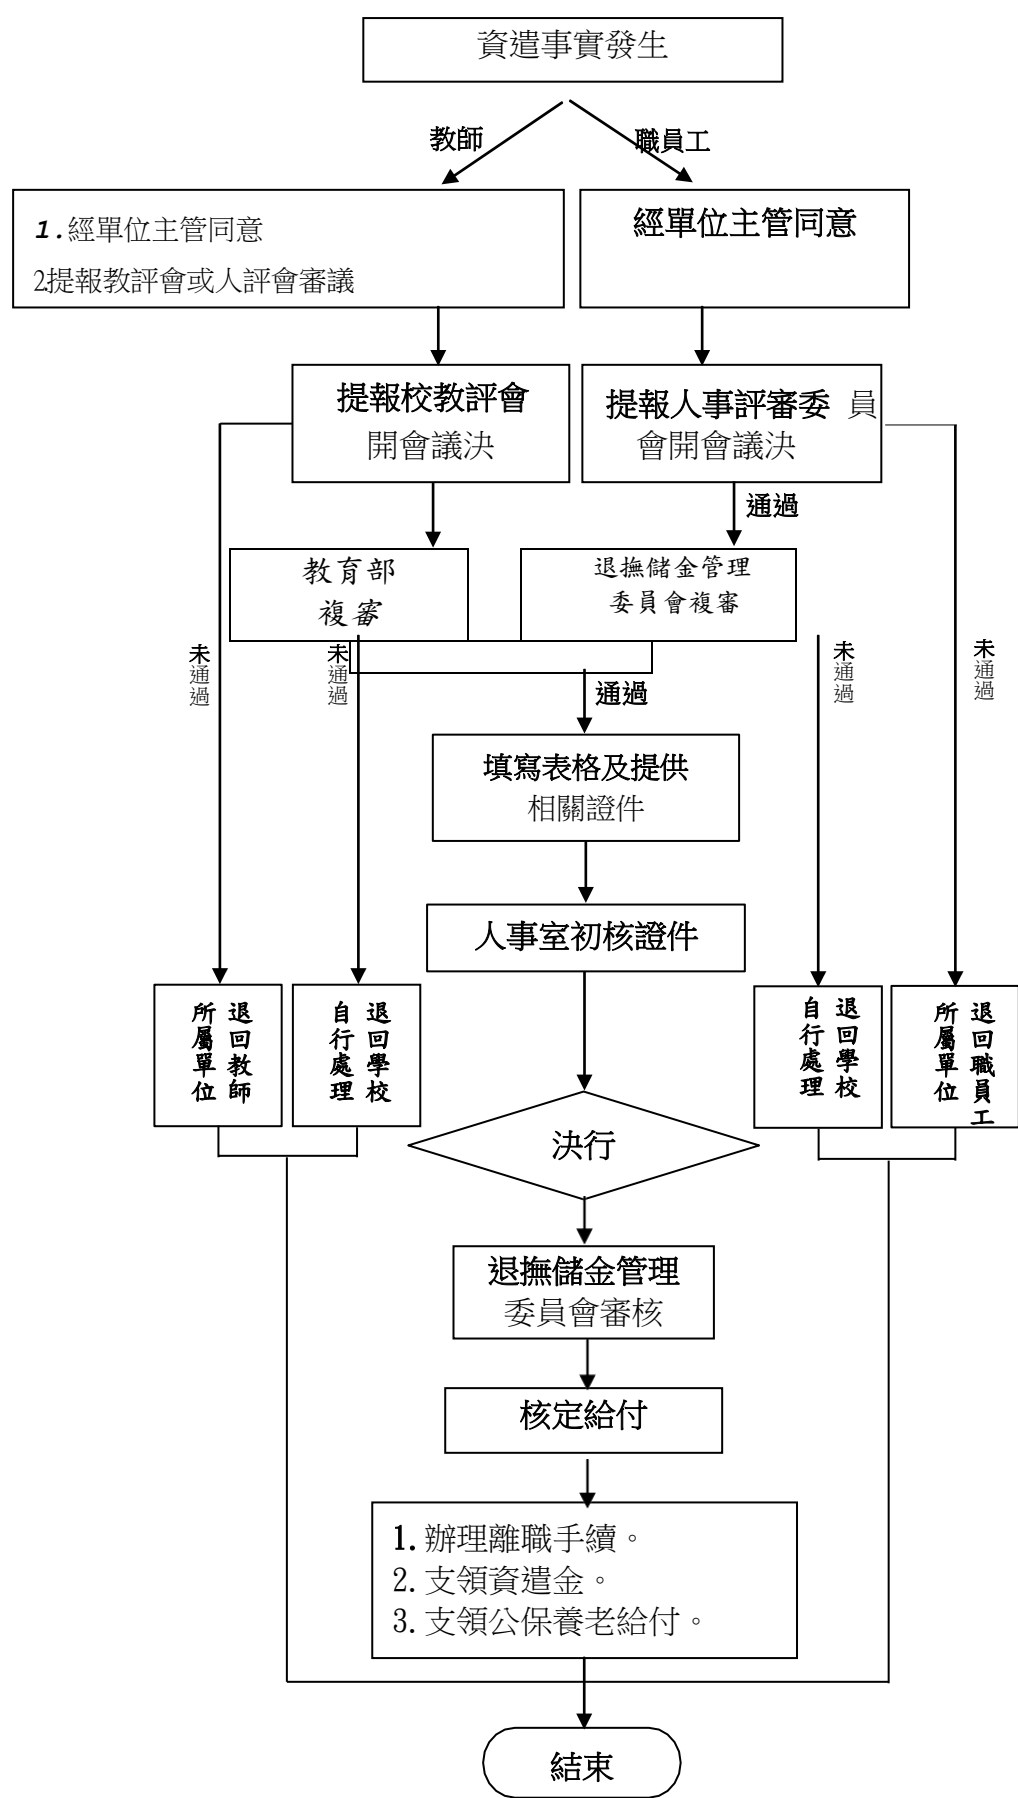 資遣事實發生
教師
職員工
1.經單位主管同意
2.提報教評會或人評會審議
經單位主管同意
提報校教評會
開會議決
提報人事評審委 員
會開會議決
通過
教育部
複審
退撫儲金管理
委員會複審
未通過
未通過
未通過
未通過
通過
填寫表格及提供
相關證件
人事室初核證件
退回教師
所屬單位
退回學校
自行處理
退回學校
自行處理
退回職員工
所屬單位
決行
退撫儲金管理
委員會審核
核定給付
1. 辦理離職手續。
2. 支領資遣金。
3. 支領公保養老給付。
結束